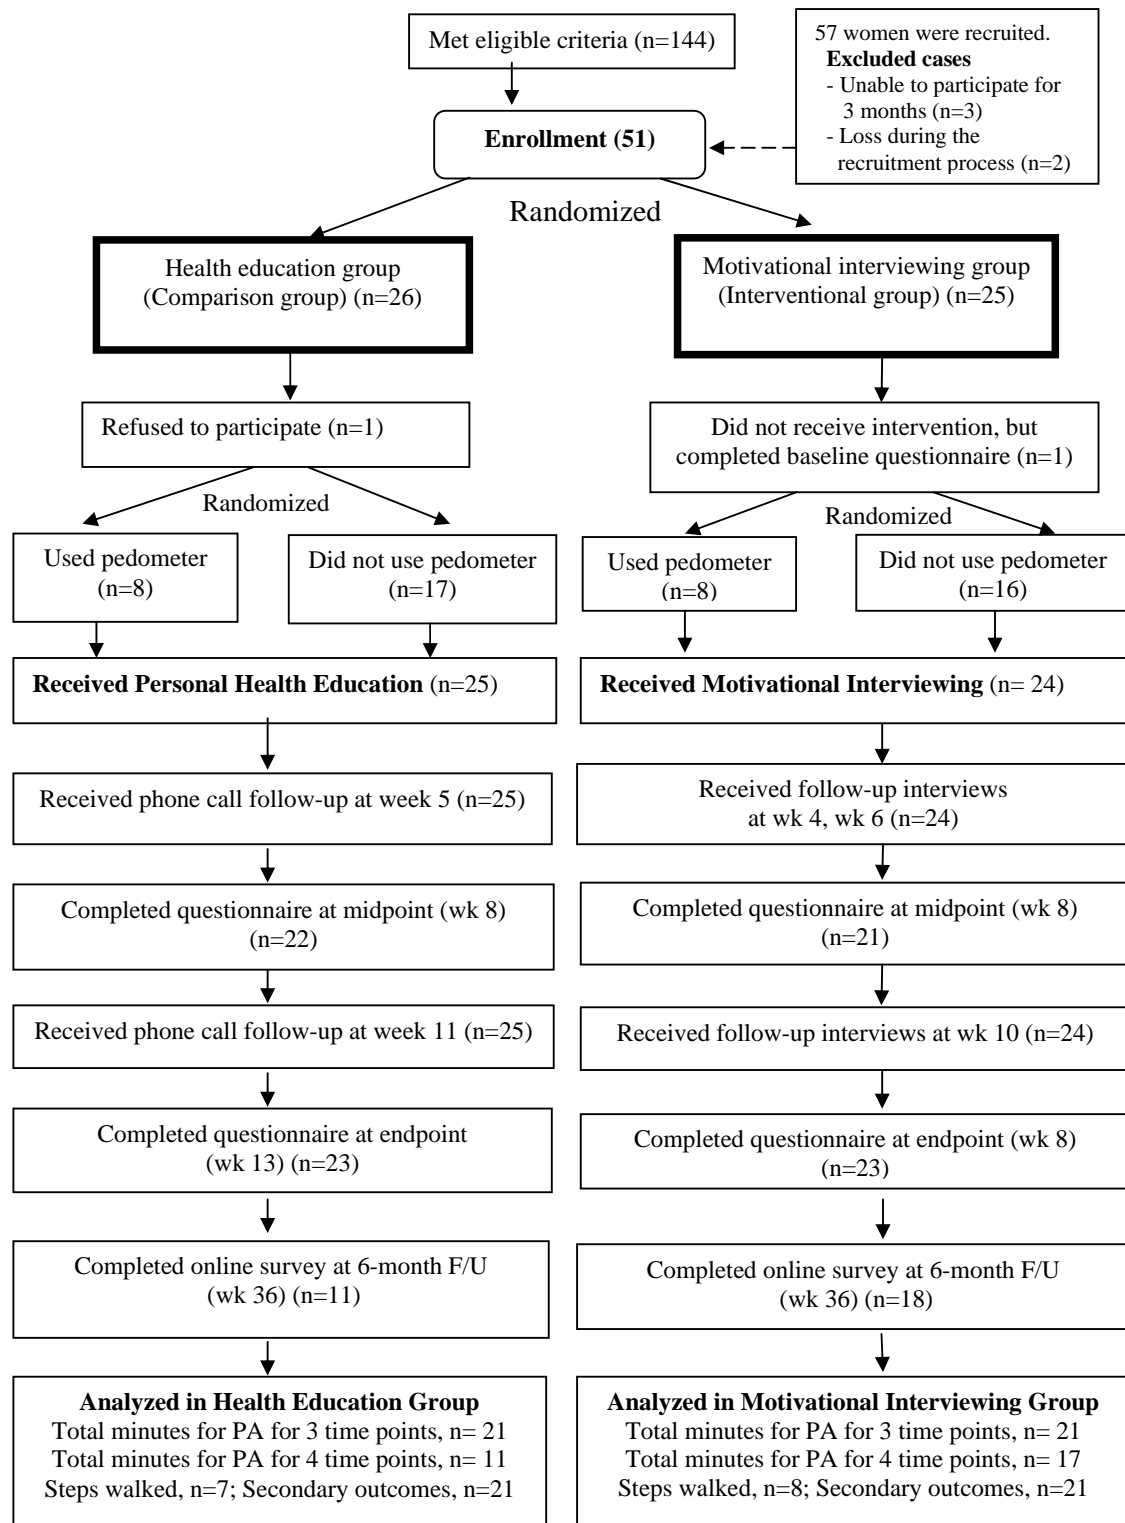 Met eligible criteria (n=144)
57 women were recruited.
Excluded cases
- Unable to participate for
3 months (n=3)
- Loss during the
recruitment process (n=2)
Enrollment (51)
Randomized
Health education group
(Comparison group) (n=26)
Motivational interviewing group
(Interventional group) (n=25)
Refused to participate (n=1)
Did not receive intervention, but
completed baseline questionnaire (n=1)
Randomized
Randomized
Used pedometer
(n=8)
Did not use pedometer
(n=17)
Used pedometer
(n=8)
Did not use pedometer
(n=16)
Received Personal Health Education (n=25)
Received Motivational Interviewing (n= 24)
Received phone call follow-up at week 5 (n=25)
Received follow-up interviews
at wk 4, wk 6 (n=24)
Completed questionnaire at midpoint (wk 8)
(n=22)
Completed questionnaire at midpoint (wk 8)
(n=21)
Received phone call follow-up at week 11 (n=25)
Received follow-up interviews at wk 10 (n=24)
Completed questionnaire at endpoint
(wk 13) (n=23)
Completed questionnaire at endpoint (wk 8)
(n=23)
Completed online survey at 6-month F/U
(wk 36) (n=11)
Completed online survey at 6-month F/U
(wk 36) (n=18)
Analyzed in Health Education Group
Total minutes for PA for 3 time points, n= 21
Total minutes for PA for 4 time points, n= 11
Steps walked, n=7; Secondary outcomes, n=21
Analyzed in Motivational Interviewing Group
Total minutes for PA for 3 time points, n= 21
Total minutes for PA for 4 time points, n= 17
Steps walked, n=8; Secondary outcomes, n=21